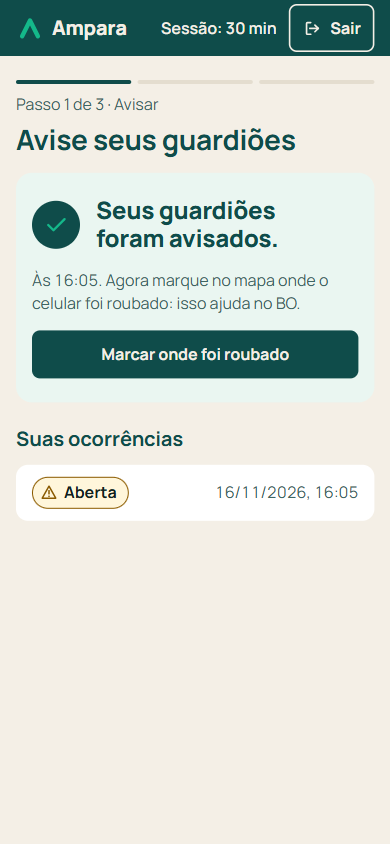 Ampara
Sessão: 30 min
Sair
Passo 1 de 3 · Avisar
Avise seus guardiões
Seus guardiões
foram avisados.
Às 16:05. Agora marque no mapa onde o
celular foi roubado: isso ajuda no BO.
Marcar onde foi roubado
Suas ocorrências
Aberta
16/11/2026, 16:05